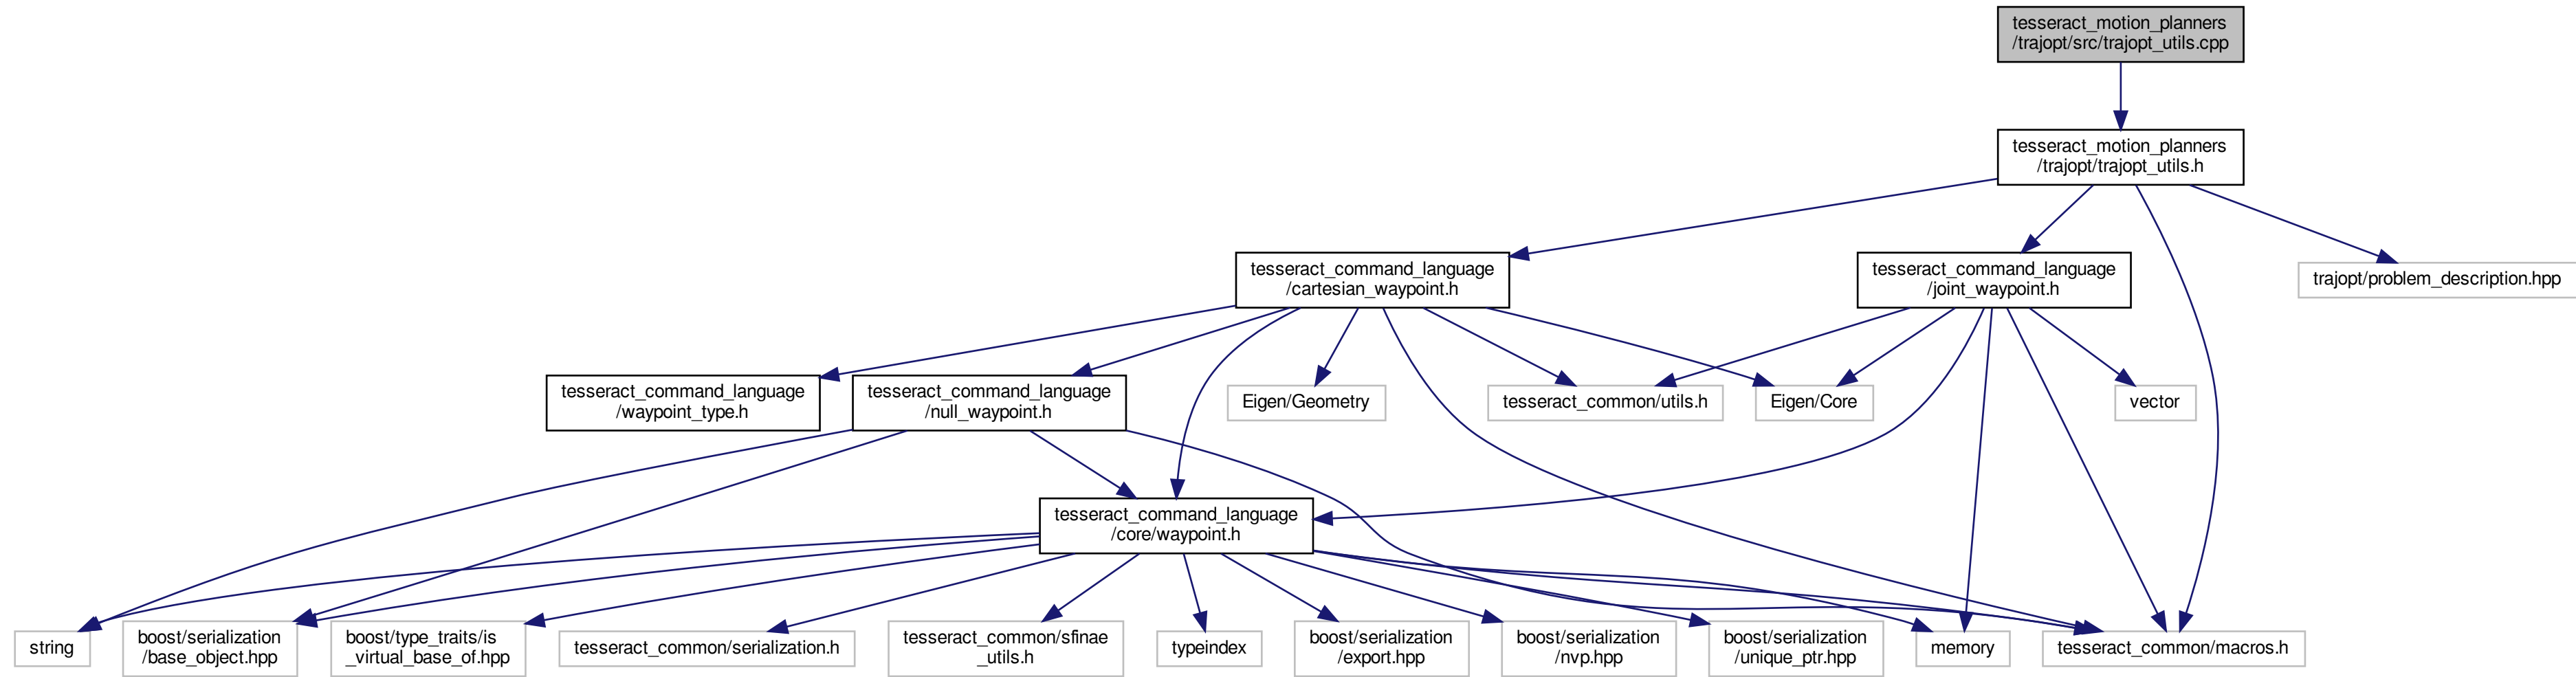 tesseract_motion_planners
/trajopt/src/trajopt_utils.cpp
tesseract_motion_planners
/trajopt/trajopt_utils.h
tesseract_command_language
/cartesian_waypoint.h
tesseract_command_language
/joint_waypoint.h
trajopt/problem_description.hpp
tesseract_command_language
/waypoint_type.h
tesseract_command_language
/null_waypoint.h
Eigen/Geometry
tesseract_common/utils.h
Eigen/Core
vector
tesseract_command_language
/core/waypoint.h
string
boost/serialization
/base_object.hpp
boost/type_traits/is
_virtual_base_of.hpp
tesseract_common/serialization.h
tesseract_common/sfinae
_utils.h
typeindex
boost/serialization
/export.hpp
boost/serialization
/nvp.hpp
boost/serialization
/unique_ptr.hpp
memory
tesseract_common/macros.h